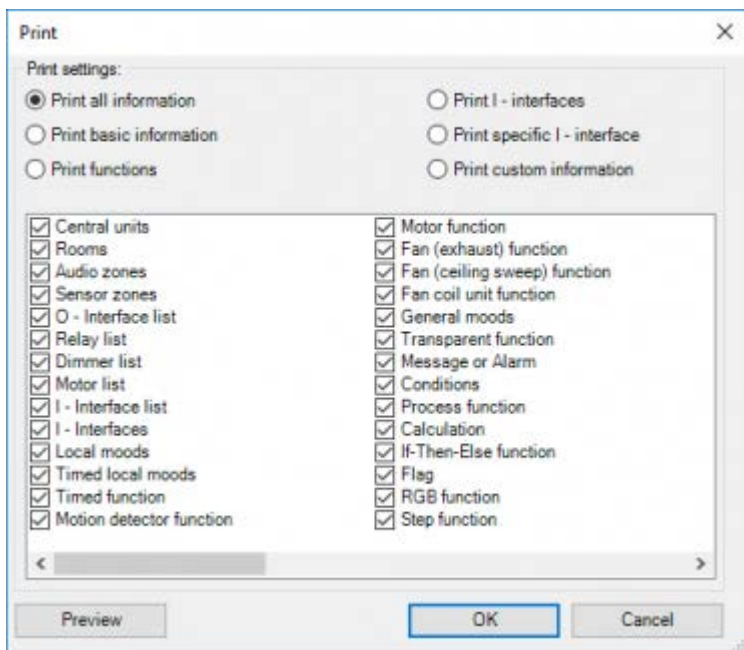 Print
Print settings:
Print all information
Print I - interfaces
Print basic information
Print specific I - interface
Print functions
Print custom information
Central units
Rooms
Audio zones
Sensor zones
O - Interface list
Relay list
Dimmer list
Motor list
I - Interface list
I - Interfaces
Local moods
Timed local moods
Timed function
Motion detector function
Motor function
Fan (exhaust) function
Fan (ceiling sweep) function
Fan coil unit function
General moods
Transparent function
Message or Alarm
Conditions
Process function
Calculation
If-Then-Else function
Flag
RGB function
Step function
Preview
OK
Cancel